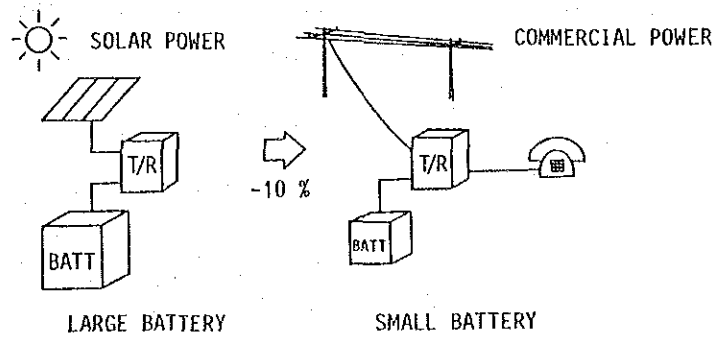 SOLAR POWER
COMMERCIAL POWER
T/R
-10 %
T/R
BATT
BATT
LARGE BATTERY
SMALL BATTERY